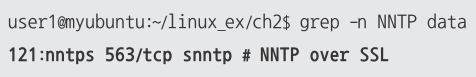 user1@myubuntu:~/linux_ex/ch2$ grep -n NNTP data
121:nntps 563/tcp snntp # NNTP over SSL